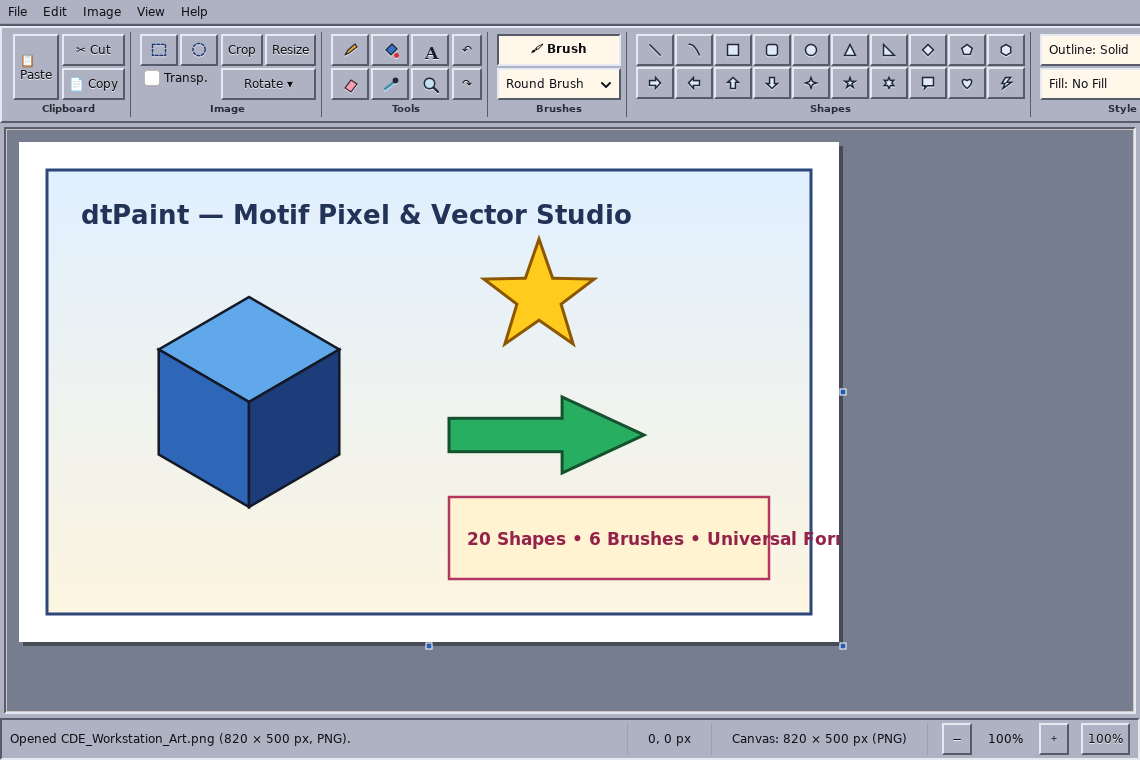 File Edit Image View Help
Paste
Cut
Copy
Clipboard
Crop
Resize
Transp.
Rotate ▾
Image
A
Tools
Brush
Round Brush
Brushes
Shapes
Outline: Solid
Fill: No Fill
Style
dtPaint — Motif Pixel & Vector Studio
20 Shapes • 6 Brushes • Universal For
Opened CDE_Workstation_Art.png (820 × 500 px, PNG).
0, 0 px
Canvas: 820 × 500 px (PNG)
−
100%
+
100%